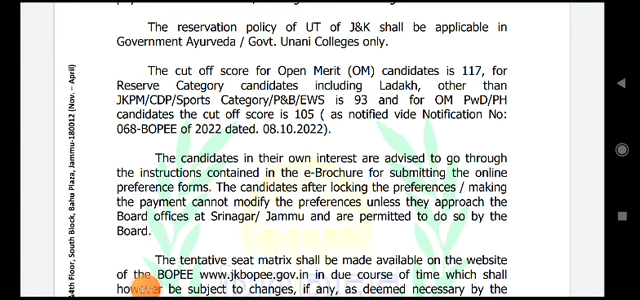 The reservation policy of UT of J&K shall be applicable in
Government Ayurveda / Govt. Unani Colleges only.
The cut off score for Open Merit (OM) candidates is 117, for
Reserve Category candidates including Ladakh, other than
JKPM/CDP/Sports Category/P&B/EWS is 93 and for OM PwD/PH
candidates the cut off score is 105 ( as notified vide Notification No:
068-BOPEE of 2022 dated. 08.10.2022).
The candidates in their own interest are advised to go through
the instructions contained in the e-Brochure for submitting the online
preference forms. The candidates after locking the preferences / making
the payment cannot modify the preferences unless they approach the
Board offices at Srinagar/ Jammu and are permitted to do so by the
Board.
The tentative seat matrix shall be made available on the website
of the BOPEE www.jkbopee.gov.in in due course of time which shall
however be subject to changes, if any, as deemed necessary by the
4th Floor, South Block, Bahu Plaza, Jammu-180012 (Nov. – April)